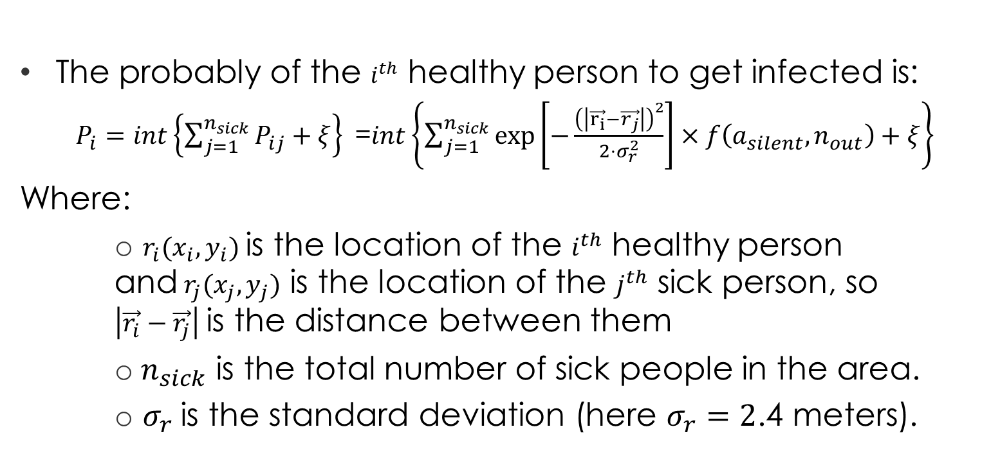 • The probably of the iᵗʰ healthy person to get infected is:
$P_i = int\left\{\sum_{j=1}^{n_{sick}} P_{ij} + \xi\right\} = int\left\{\sum_{j=1}^{n_{sick}} \exp\left[-\frac{(|\vec{r_i}-\vec{r_j}|)^2}{2\cdot\sigma_r^2}\right] \times f(a_{silent}, n_{out}) + \xi\right\}$
Where:
○ $r_i(x_i, y_i)$ is the location of the $i^{th}$ healthy person
and $r_j(x_j, y_j)$ is the location of the $j^{th}$ sick person, so
$|\vec{r_i} - \vec{r_j}|$ is the distance between them
○ $n_{sick}$ is the total number of sick people in the area.
○ $\sigma_r$ is the standard deviation (here $\sigma_r = 2.4$ meters).